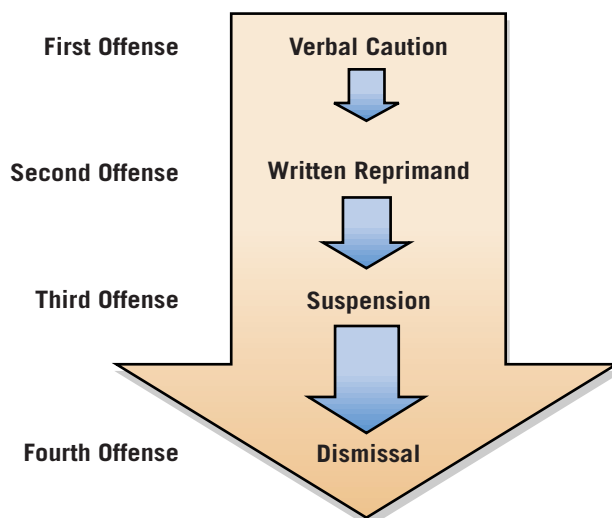 First Offense Verbal Caution
Second Offense Written Reprimand
Third Offense Suspension
Fourth Offense Dismissal